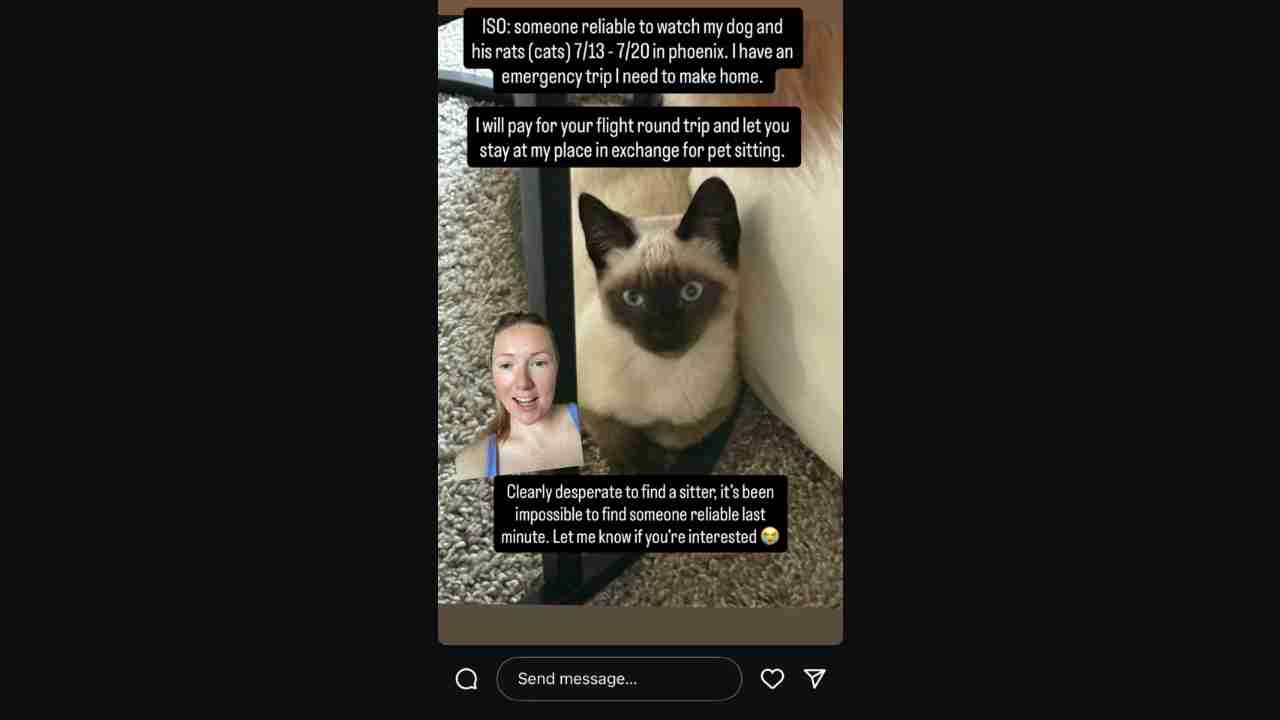 ISO: someone reliable to watch my dog and
his rats (cats) 7/13 - 7/20 in phoenix. I have an
emergency trip I need to make home.
I will pay for your flight round trip and let you
stay at my place in exchange for pet sitting.
Clearly desperate to find a sitter, it's been
impossible to find someone reliable last
minute. Let me know if you're interested 😭
Send message...